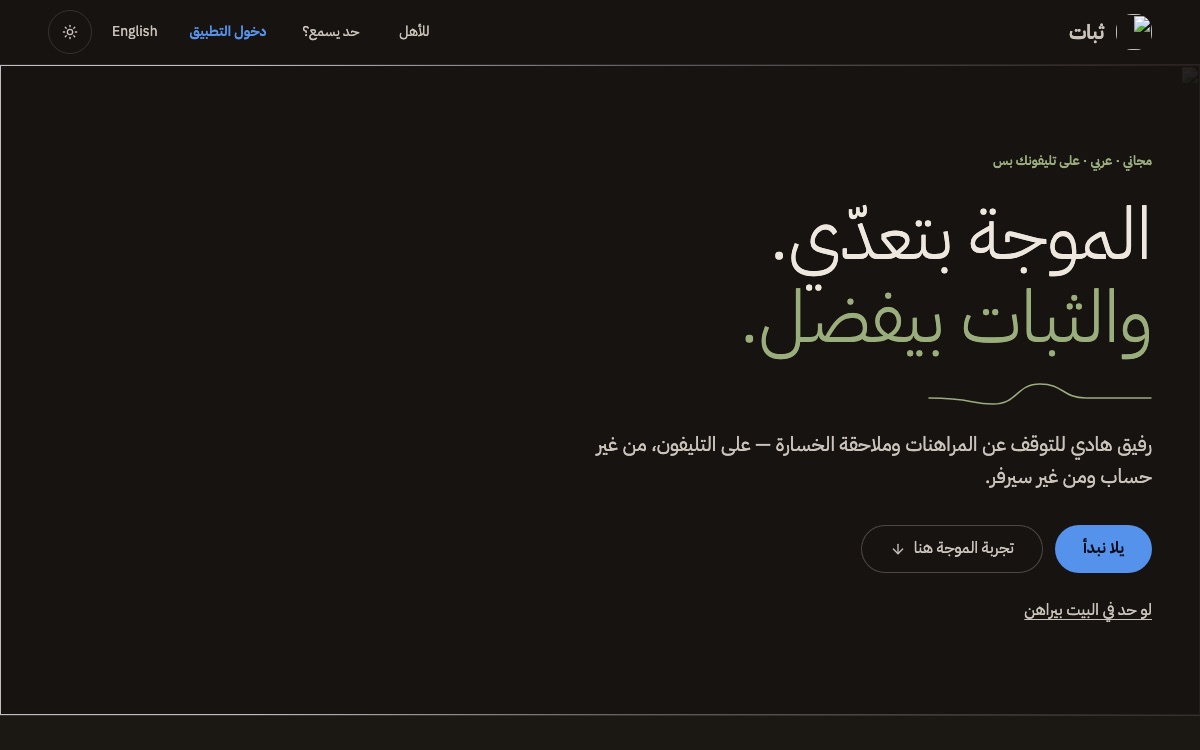 ثبات
للأهل
حد يسمع؟
دخول التطبيق
English
مجاني · عربي · على تليفونك بس
الموجة بتعدّي.
والثبات بيفضل.
رفيق هادي للتوقف عن المراهنات وملاحقة الخسارة — على التليفون، من غير
حساب ومن غير سيرفر.
يلا نبدأ
تجربة الموجة هنا ↓
لو حد في البيت بيراهن